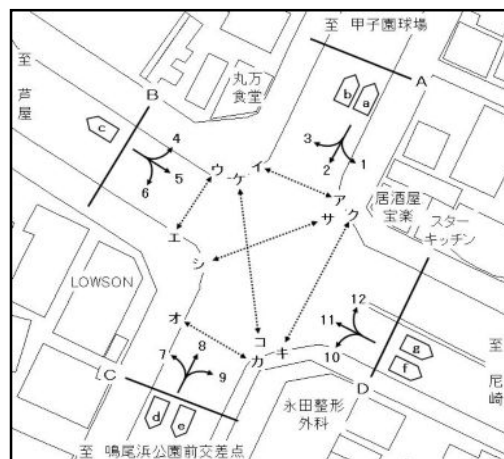 至 甲子園球場
至
芦
屋
丸万
食堂
A
B
b
a
c
4
5
6
3
2
1
ウ
ケ
イ
ア
ク
サ
エ
シ
居酒屋
宝楽
スター
キッチン
LOWSON
オ
コ
カ
キ
12
11
10
7
8
9
g
f
至
尼
崎
C
D
d
e
永田整形
外科
至 鳴尾浜公園前交差点